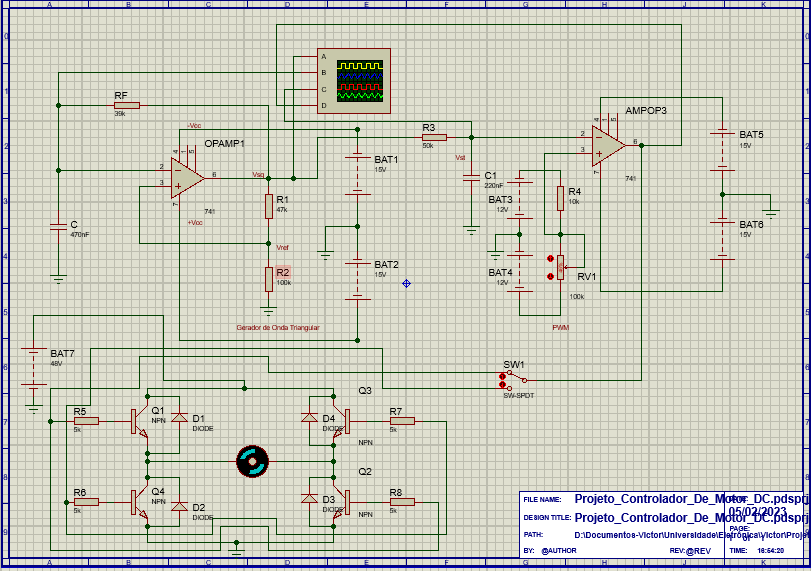 A B C D E F G H J K
0
1
2
3
4
5
6
7
8
9
A
B
C
D
RF
39k
-Vcc
OPAMP1
4 1 5
2
3
6
7
741
+Vcc
Vsq
R1
47k
Vref
R2
100k
C
470nF
Gerador de Onda Triangular
BAT1
15V
BAT2
15V
R3
50k
Vst
C1
220nF
BAT3
12V
BAT4
12V
R4
10k
RV1
100k
PWM
AMPOP3
4 1 5
2
3
6
7
741
BAT5
15V
BAT6
15V
BAT7
48V
SW1
SW-SPDT
R5
5k
Q1
NPN
D1
DIODE
D4
DIODE
Q3
NPN
R7
5k
R6
5k
Q4
NPN
D2
DIODE
D3
DIODE
Q2
NPN
R8
5k
FILE NAME: Projeto_Controlador_De_Motor_DC.pdsprj
05/02/2023
DESIGN TITLE: Projeto_Controlador_De_Motor_DC.pdsprj
PAGE:
PATH: D:\Documentos-Victor\Universidade\Eletrônica\Victor\Proje
BY: @AUTHOR REV:@REV TIME: 16:54:20
A B C D E F G H J K